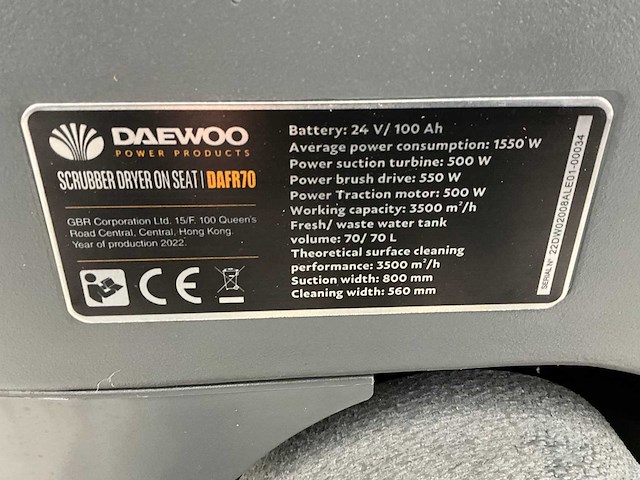 DAEWOO
POWER PRODUCTS
SCRUBBER DRYER ON SEAT | DAFR70
GBR Corporation Ltd. 15/F. 100 Queen's
Road Central, Central, Hong Kong.
Year of production 2022.
CE
Battery: 24 V/ 100 Ah
Average power consumption: 1550 W
Power suction turbine: 500 W
Power brush drive: 550 W
Power Traction motor: 500 W
Working capacity: 3500 m²/h
Fresh/ waste water tank
volume: 70/ 70 L
Theoretical surface cleaning
performance: 3500 m²/h
Suction width: 800 mm
Cleaning width: 560 mm
SERIAL N° 22DW02008ALE01-00034